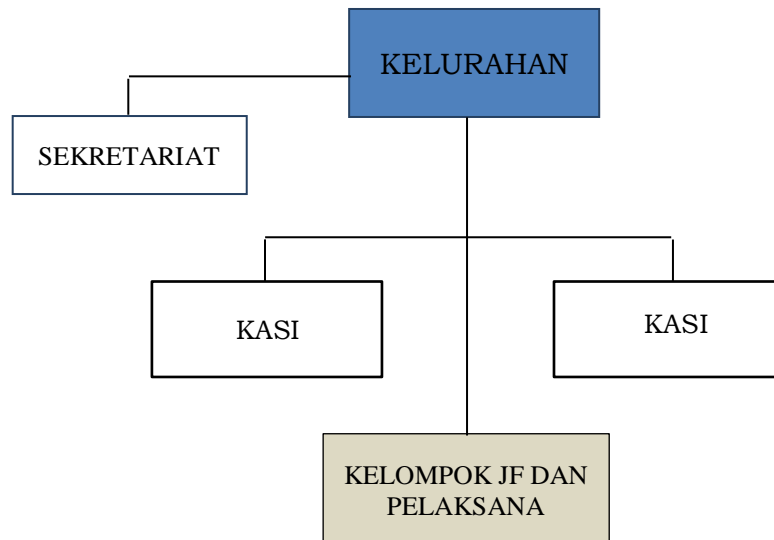 KELURAHAN
SEKRETARIAT
KASI
KASI
KELOMPOK JF DAN
PELAKSANA